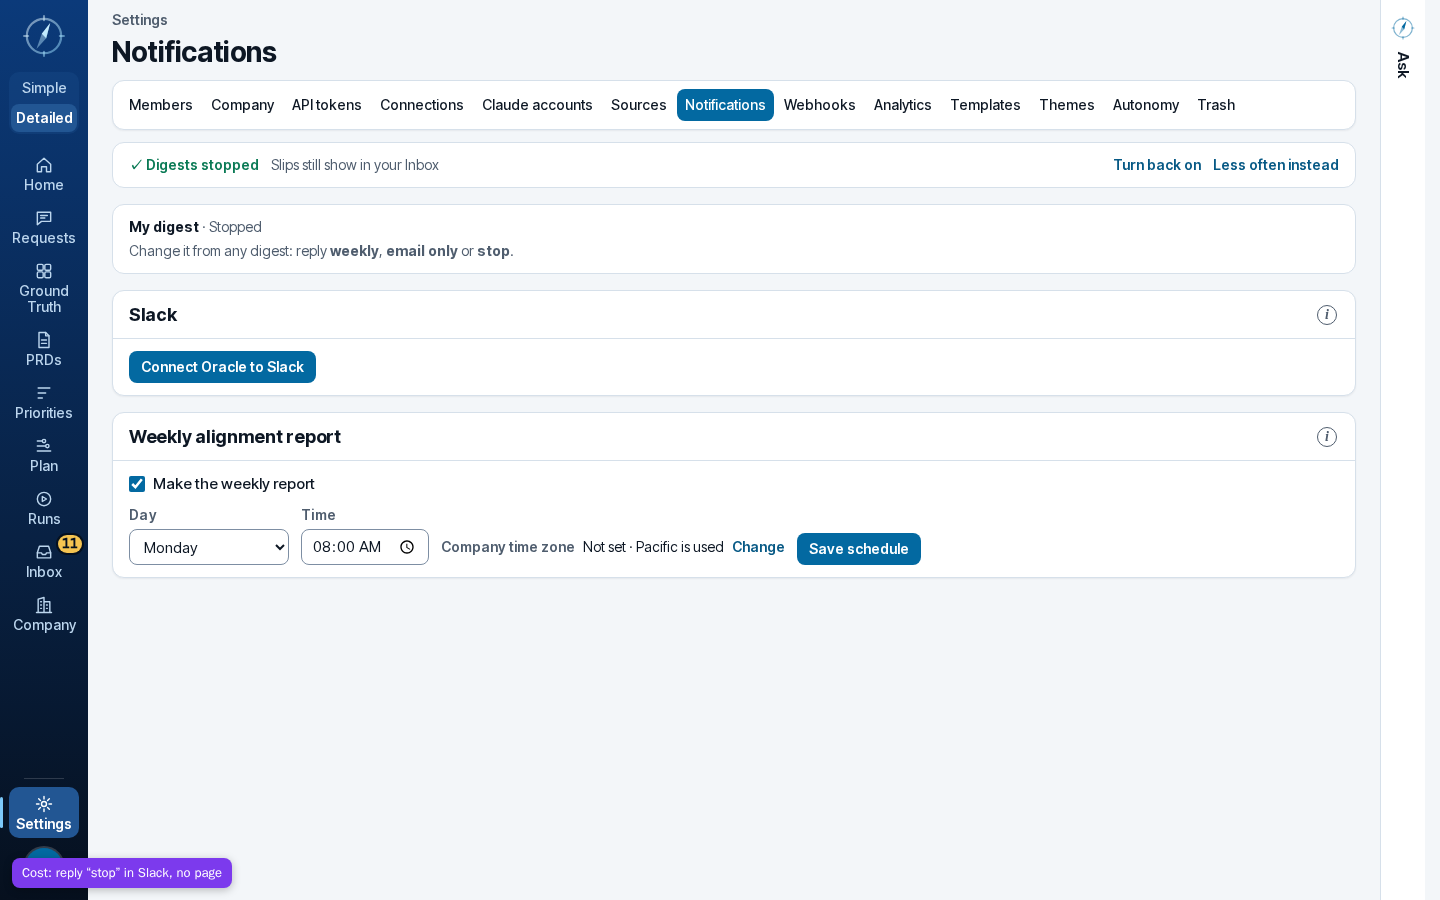 Simple
Detailed
Home
Requests
Ground
Truth
PRDs
Priorities
Plan
Runs
11
Inbox
Company
Settings
Cost: reply “stop” in Slack, no page
Settings
Notifications
Members Company API tokens Connections Claude accounts Sources Notifications Webhooks Analytics Templates Themes Autonomy Trash
✓ Digests stopped Slips still show in your Inbox Turn back on Less often instead
My digest · Stopped
Change it from any digest: reply weekly, email only or stop.
Slack i
Connect Oracle to Slack
Weekly alignment report i
Make the weekly report
Day Time
Monday 08:00 AM Company time zone Not set · Pacific is used Change Save schedule
Ask